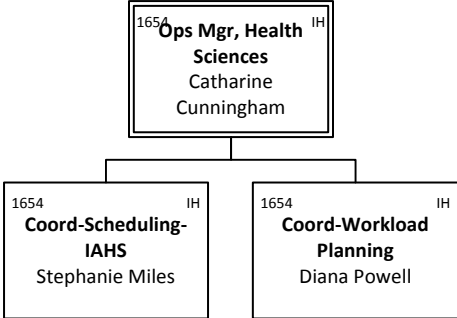 1654 IH
Ops Mgr, Health
Sciences
Catharine
Cunningham
1654 IH
Coord-Scheduling-
IAHS
Stephanie Miles
1654 IH
Coord-Workload
Planning
Diana Powell